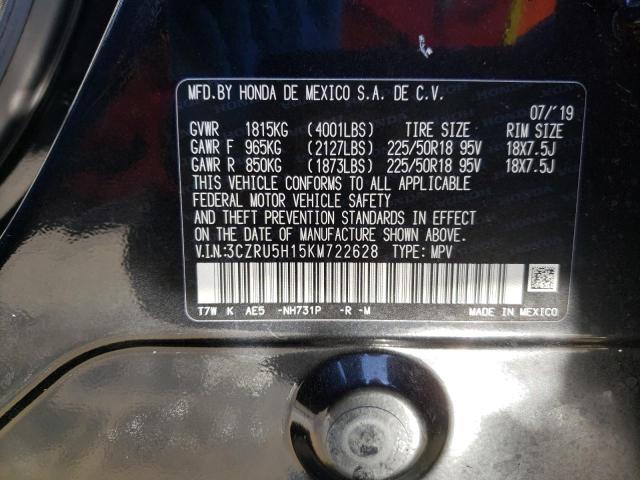 MFD.BY HONDA DE MEXICO S.A. DE C.V.
07/'19
GVWR 1815KG (4001LBS) TIRE SIZE RIM SIZE
GAWR F 965KG (2127LBS) 225/50R18 95V 18X7.5J
GAWR R 850KG (1873LBS) 225/50R18 95V 18X7.5J
THIS VEHICLE CONFORMS TO ALL APPLICABLE
FEDERAL MOTOR VEHICLE SAFETY
AND THEFT PREVENTION STANDARDS IN EFFECT
ON THE DATE OF MANUFACTURE SHOWN ABOVE.
V.I.N.:3CZRU5H15KM722628 TYPE: MPV
T7W K AE5 -NH731P -R -M
MADE IN MEXICO